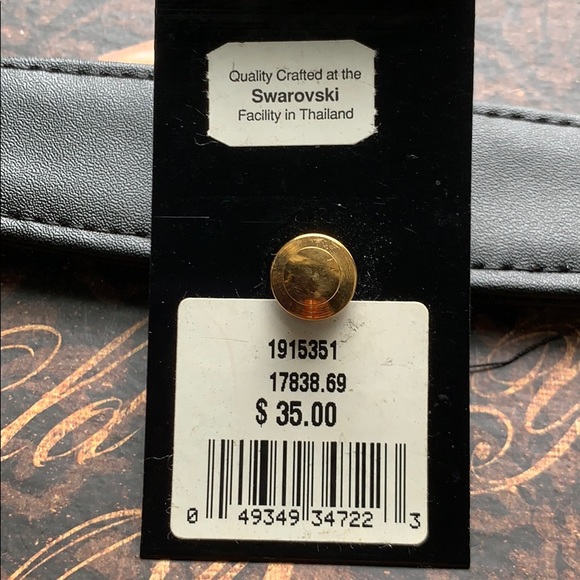 Quality Crafted at the
Swarovski
Facility in Thailand
1915351
17838.69
$ 35.00
0 49349 34722 3